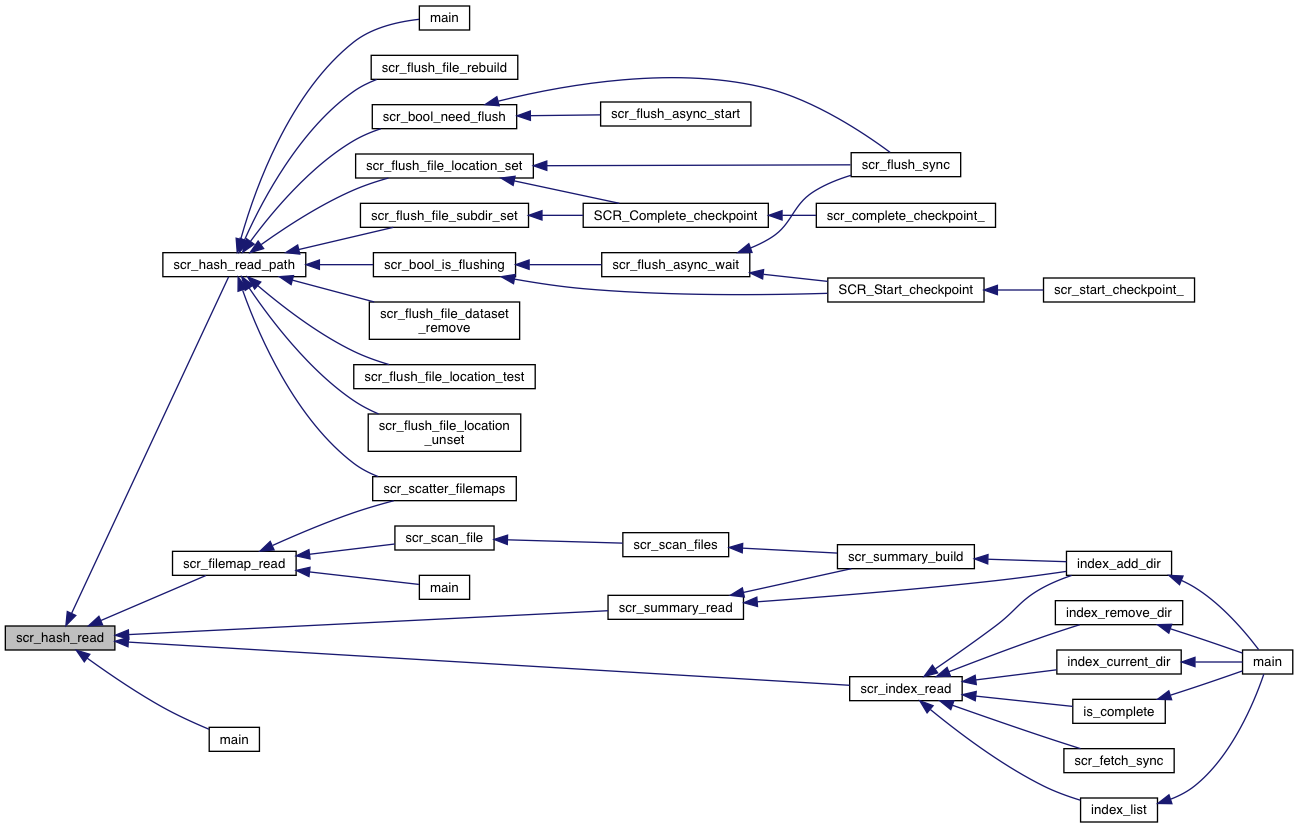 main
scr_flush_file_rebuild
scr_bool_need_flush
scr_flush_async_start
scr_flush_file_location_set
scr_flush_sync
scr_flush_file_subdir_set
SCR_Complete_checkpoint
scr_complete_checkpoint_
scr_hash_read_path
scr_bool_is_flushing
scr_flush_async_wait
SCR_Start_checkpoint
scr_start_checkpoint_
scr_flush_file_dataset
_remove
scr_flush_file_location_test
scr_flush_file_location
_unset
scr_scatter_filemaps
scr_scan_file
scr_scan_files
scr_summary_build
scr_filemap_read
index_add_dir
main
scr_summary_read
index_remove_dir
scr_hash_read
index_current_dir
main
scr_index_read
is_complete
main
scr_fetch_sync
index_list